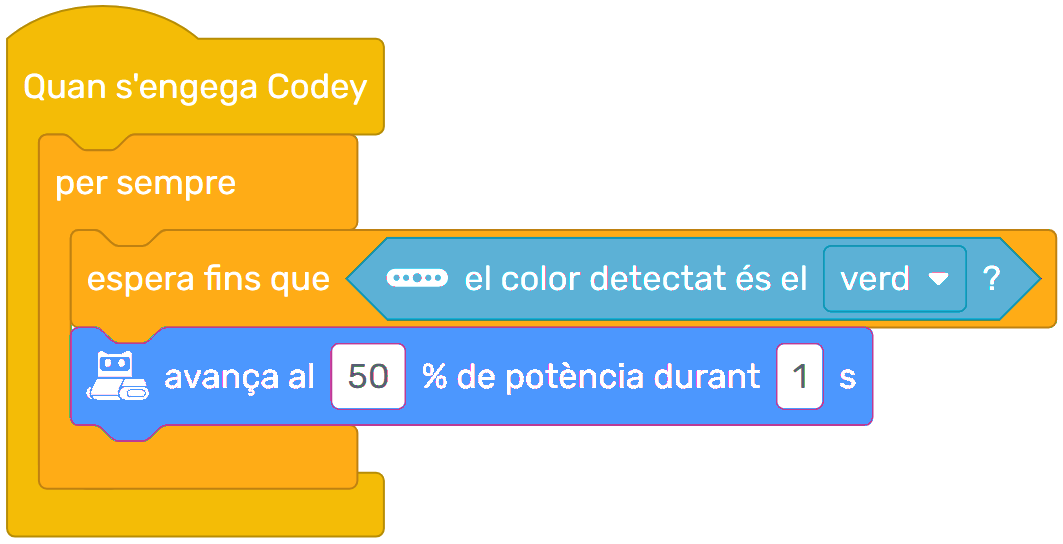 Quan s'engega Codey
per sempre
espera fins que el color detectat és el verd ?
avança al 50 % de potència durant 1 s